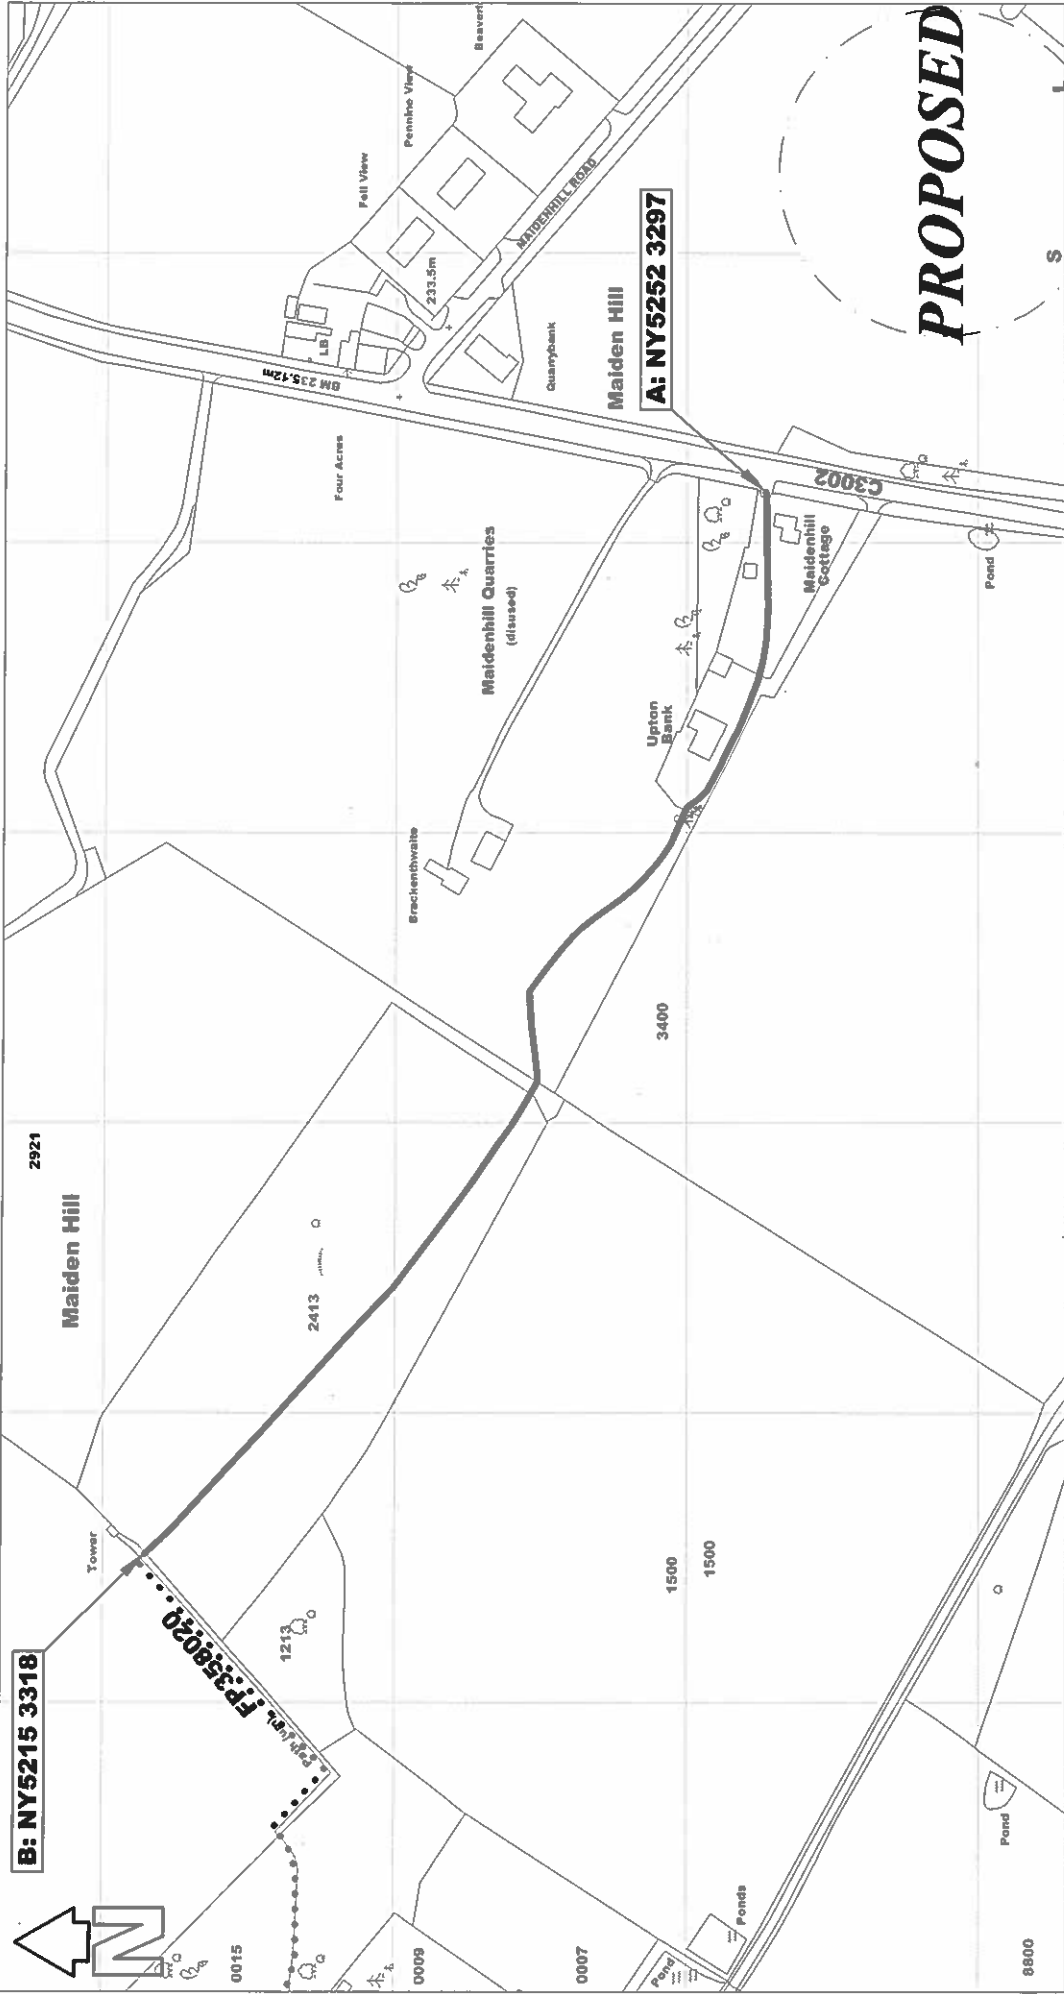 B: NY5215 3318
N
Tower
FP358020
Path (um)
1213
0015
0009
0007
8800
Pond
Ponds
Pond
1500
1500
Maiden Hill
2921
2413
3400
Brackenthwaite
Maidenhill Quarries
(disused)
Upton
Bank
Four Acres
BM 235.12m
LB
Fell View
Pennine View
233.5m
MAIDENHILL ROAD
Quarrybank
Maiden Hill
A: NY5252 3297
Maidenhill
Cottage
C3002
Pond
PROPOSED
S